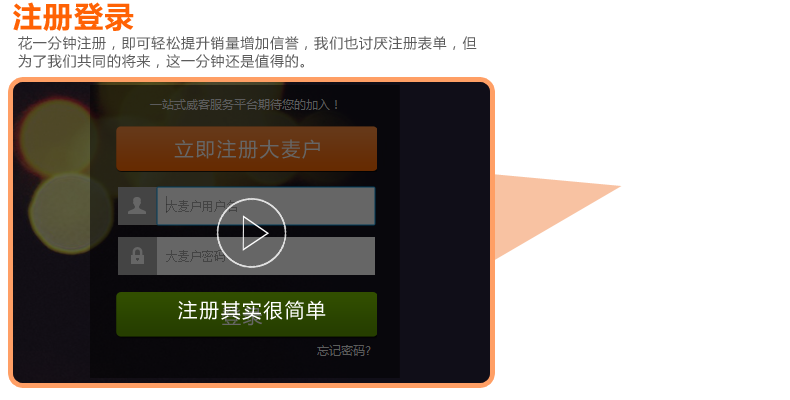 注册登录
花一分钟注册，即可轻松提升销量增加信誉，我们也讨厌注册表单，但
为了我们共同的将来，这一分钟还是值得的。
一站式威客服务平台期待您的加入！
立即注册大麦户
大麦户用户名
大麦户密码
注册其实很简单
登录
忘记密码?